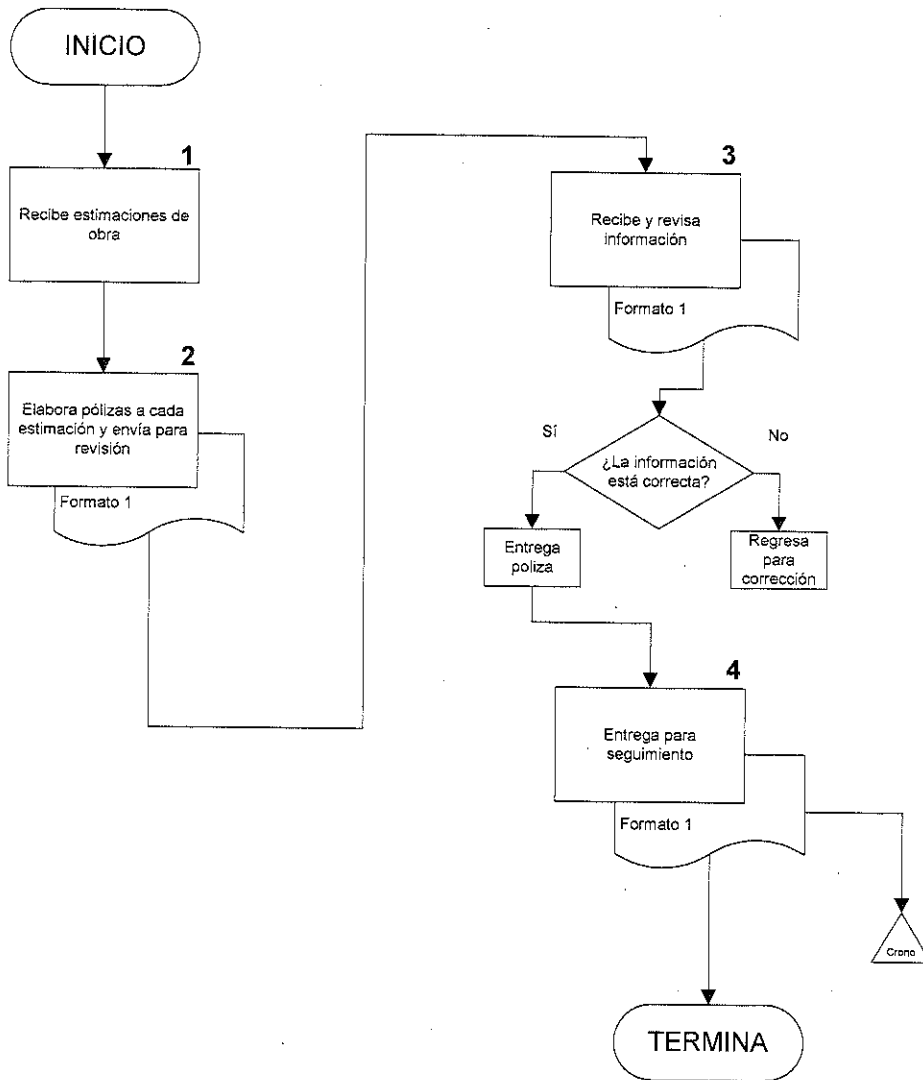 INICIO
1
Recibe estimaciones de
obra
2
Elabora pólizas a cada
estimación y envía para
revisión
Formato 1
3
Recibe y revisa
información
Formato 1
¿La información
está correcta?
Sí
No
Entrega
poliza
Regresa
para
corrección
4
Entrega para
seguimiento
Formato 1
Crono
TERMINA